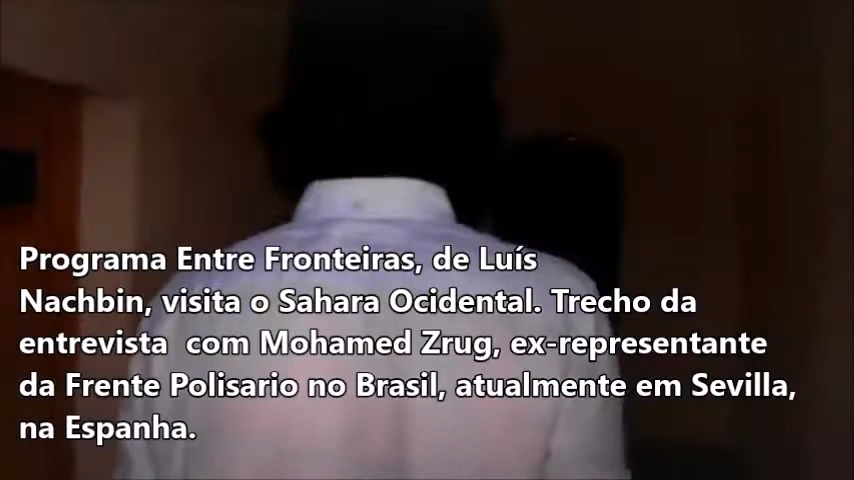 Programa Entre Fronteiras, de Luís
Nachbin, visita o Sahara Ocidental. Trecho da
entrevista  com Mohamed Zrug, ex-representante
da Frente Polisario no Brasil, atualmente em Sevilla,
na Espanha.